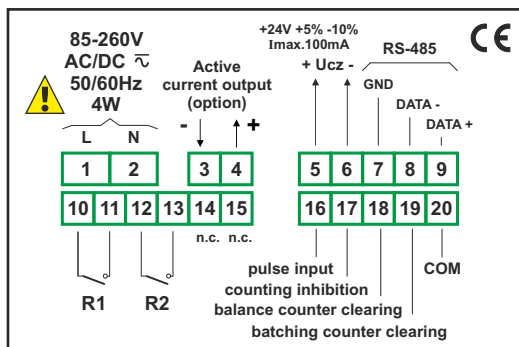 85-260V
AC/DC ⏦
50/60Hz
4W
L N
Active
current output
(option)
- +
+24V +5% -10%
Imax.100mA
+ Ucz -
RS-485
GND
DATA -
DATA +
CE
1 2 3 4 5 6 7 8 9
10 11 12 13 14 15 16 17 18 19 20
n.c. n.c.
R1 R2
pulse input
counting inhibition
balance counter clearing
batching counter clearing
COM